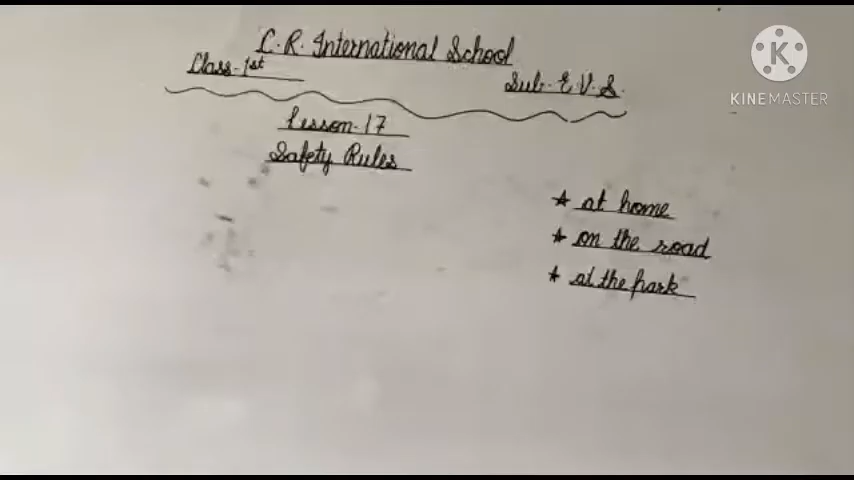 C.R. International School
Class-1st
Sub:- E.V.S.
Lesson-17
Safety Rules
* at home
* on the road
* at the park
K
KINEMASTER